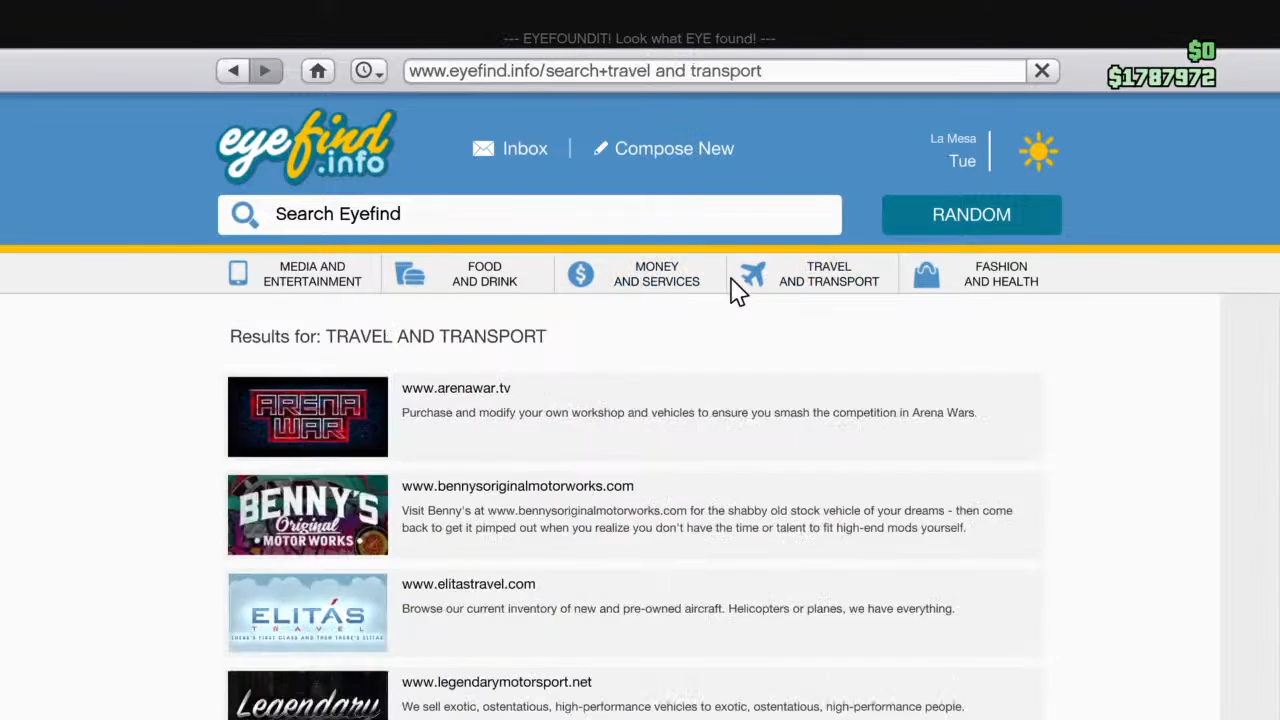 --- EYEFOUNDIT! Look what EYE found! ---
$0
www.eyefind.info/search+travel and transport
$1787972
eyefind
.info
Inbox
Compose New
La Mesa
Tue
Search Eyefind
RANDOM
MEDIA AND
ENTERTAINMENT
FOOD
AND DRINK
MONEY
AND SERVICES
TRAVEL
AND TRANSPORT
FASHION
AND HEALTH
Results for: TRAVEL AND TRANSPORT
ARENA
WAR
www.arenawar.tv
Purchase and modify your own workshop and vehicles to ensure you smash the competition in Arena Wars.
BENNY'S
Original
MOTOR WORKS
www.bennysoriginalmotorworks.com
Visit Benny's at www.bennysoriginalmotorworks.com for the shabby old stock vehicle of your dreams - then come
back to get it pimped out when you realize you don't have the time or talent to fit high-end mods yourself.
ELITÁS
TRAVEL
THERE'S FIRST CLASS AND THEN THERE'S ELITAS
www.elitastravel.com
Browse our current inventory of new and pre-owned aircraft. Helicopters or planes, we have everything.
Legendary
www.legendarymotorsport.net
We sell exotic, ostentatious, high-performance vehicles to exotic, ostentatious, high-performance people.